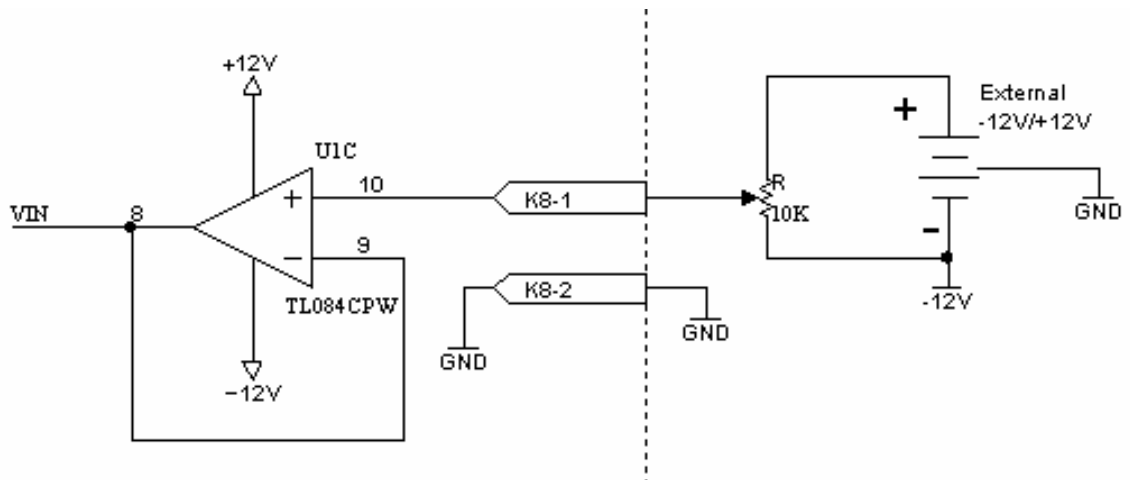 +12V
External
-12V/+12V
+
U1C
10
R
10K
K8-1
+
VIN
8
GND
9
−
-
K8-2
TL084CPW
-12V
GND
GND
−12V